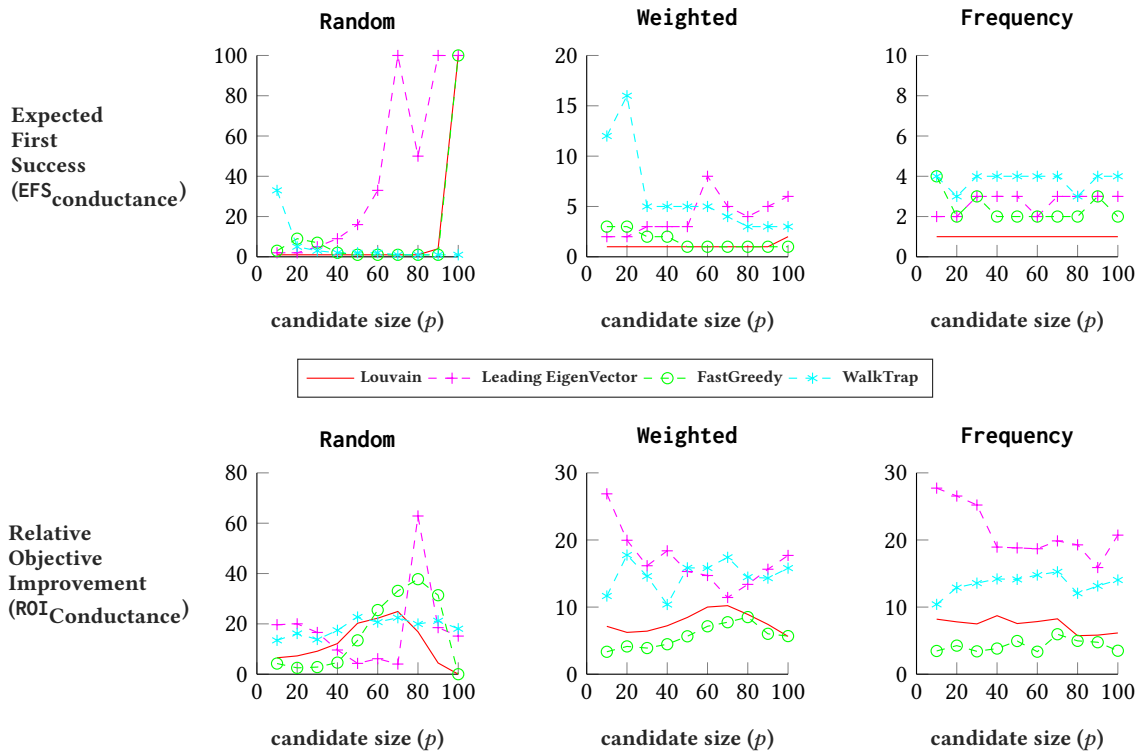 Random Weighted Frequency
Expected
First
Success
(EFSconductance)
100
80
60
40
20
0
0 20 40 60 80 100
candidate size (p)
20
15
10
5
0
0 20 40 60 80 100
candidate size (p)
10
8
6
4
2
0
0 20 40 60 80 100
candidate size (p)
Louvain Leading EigenVector FastGreedy WalkTrap
Random Weighted Frequency
Relative
Objective
Improvement
(ROIConductance)
80
60
40
20
0
0 20 40 60 80 100
candidate size (p)
30
20
10
0
0 20 40 60 80 100
candidate size (p)
30
20
10
0
0 20 40 60 80 100
candidate size (p)